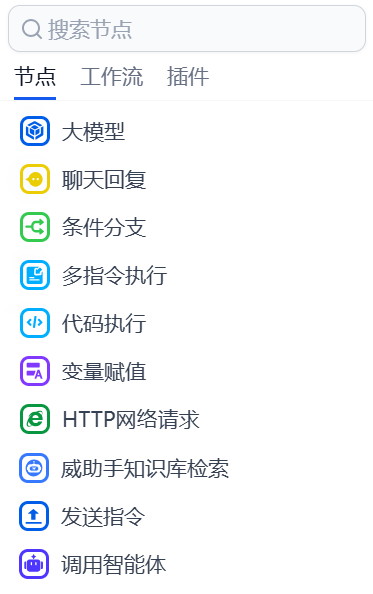 搜索节点
节点 工作流 插件
大模型
聊天回复
条件分支
多指令执行
代码执行
变量赋值
HTTP网络请求
威助手知识库检索
发送指令
调用智能体